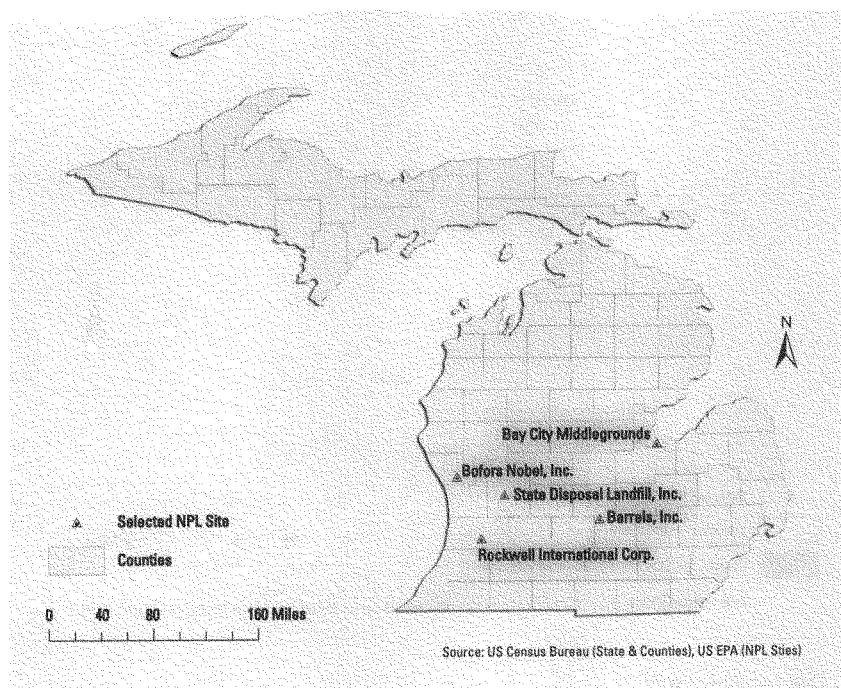 N
Bay City Middlegrounds
Bofors Nobel, Inc.
State Disposal Landfill, Inc.
Barrels, Inc.
Rockwell International Corp.
Selected NPL Site
Counties
0 40 80 160 Miles
Source: US Census Bureau (State & Counties), US EPA (NPL Sties)